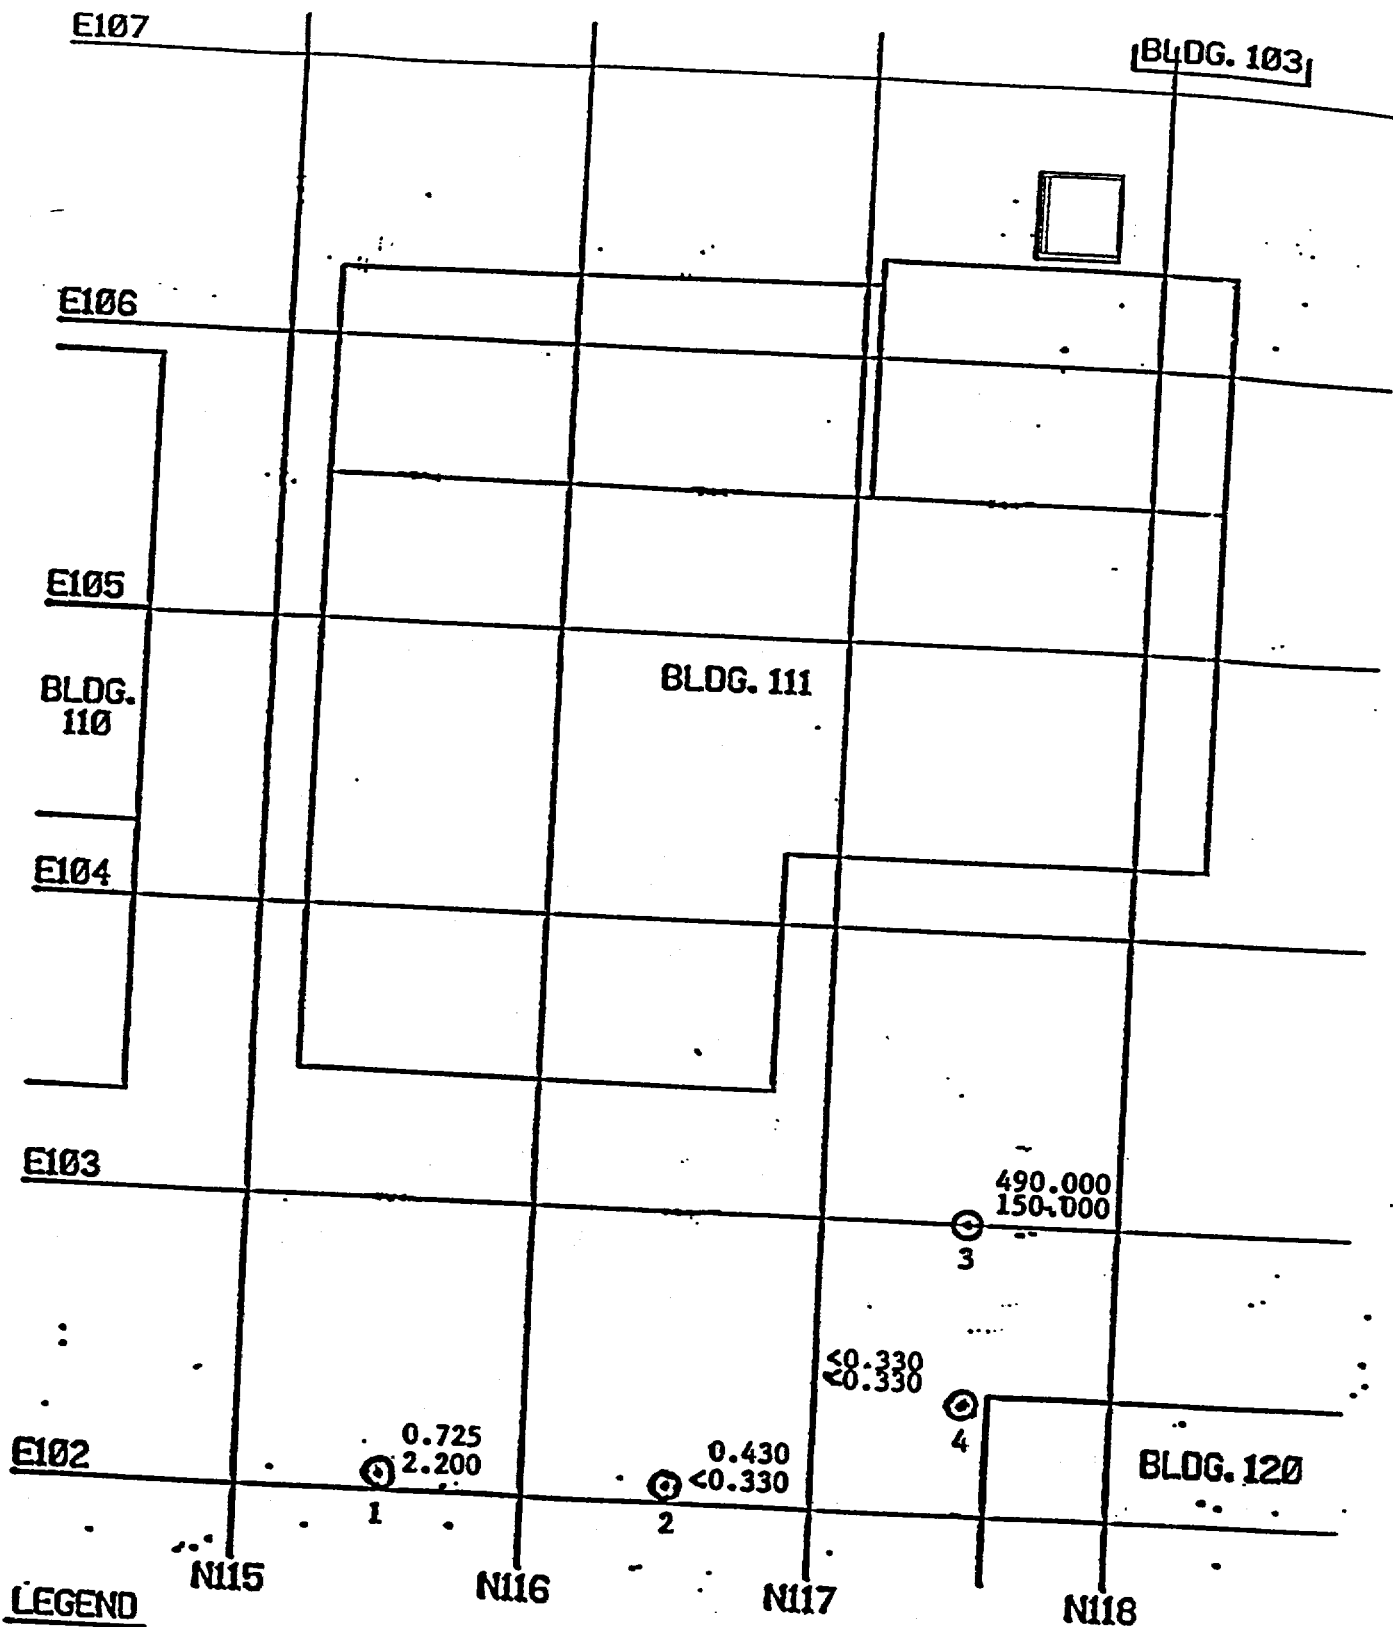 E107
BLDG. 103
E106
E105
BLDG.
110
BLDG. 111
E104
E103
490.000
150.000
3
<0.330
<0.330
4
E102
0.725
2.200
1
0.430
<0.330
2
BLDG. 120
N115
N116
N117
N118
LEGEND